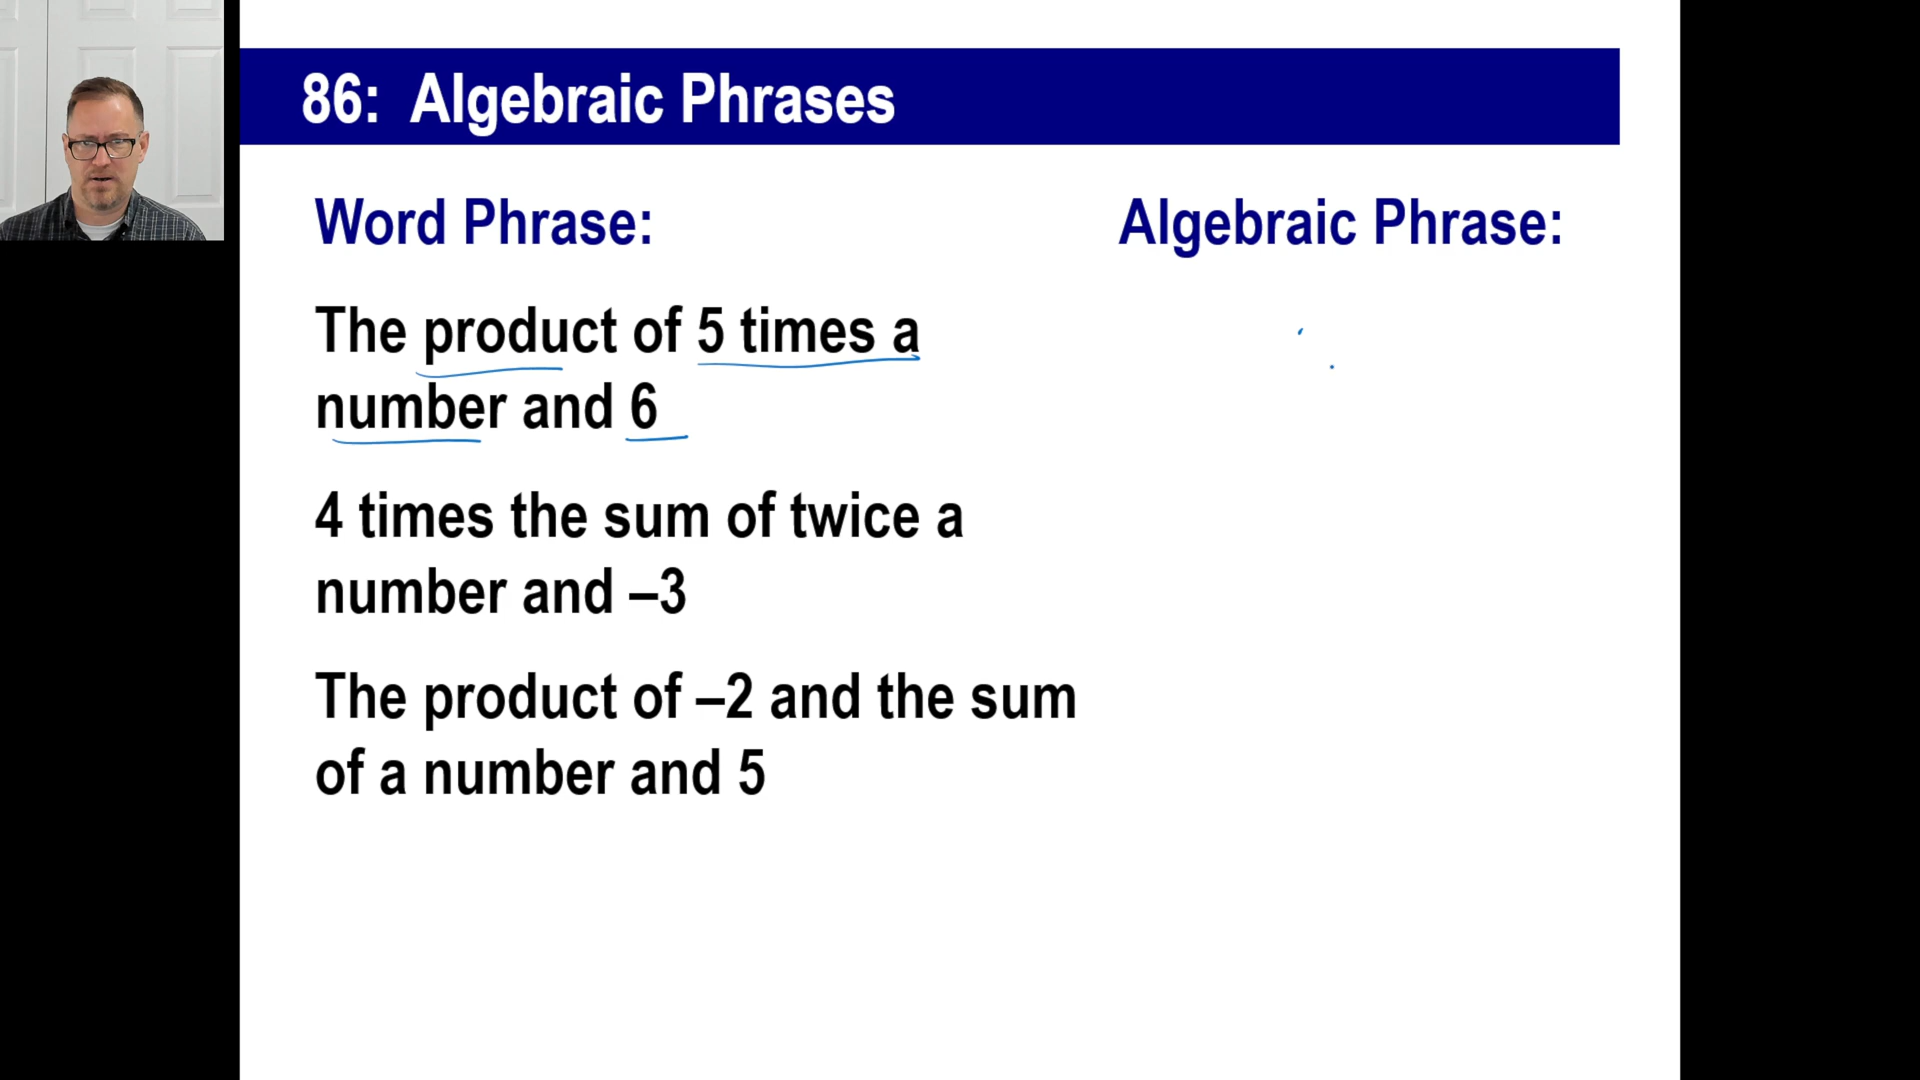 86: Algebraic Phrases
Word Phrase:
Algebraic Phrase:
The product of 5 times a
number and 6
4 times the sum of twice a
number and –3
The product of –2 and the sum
of a number and 5